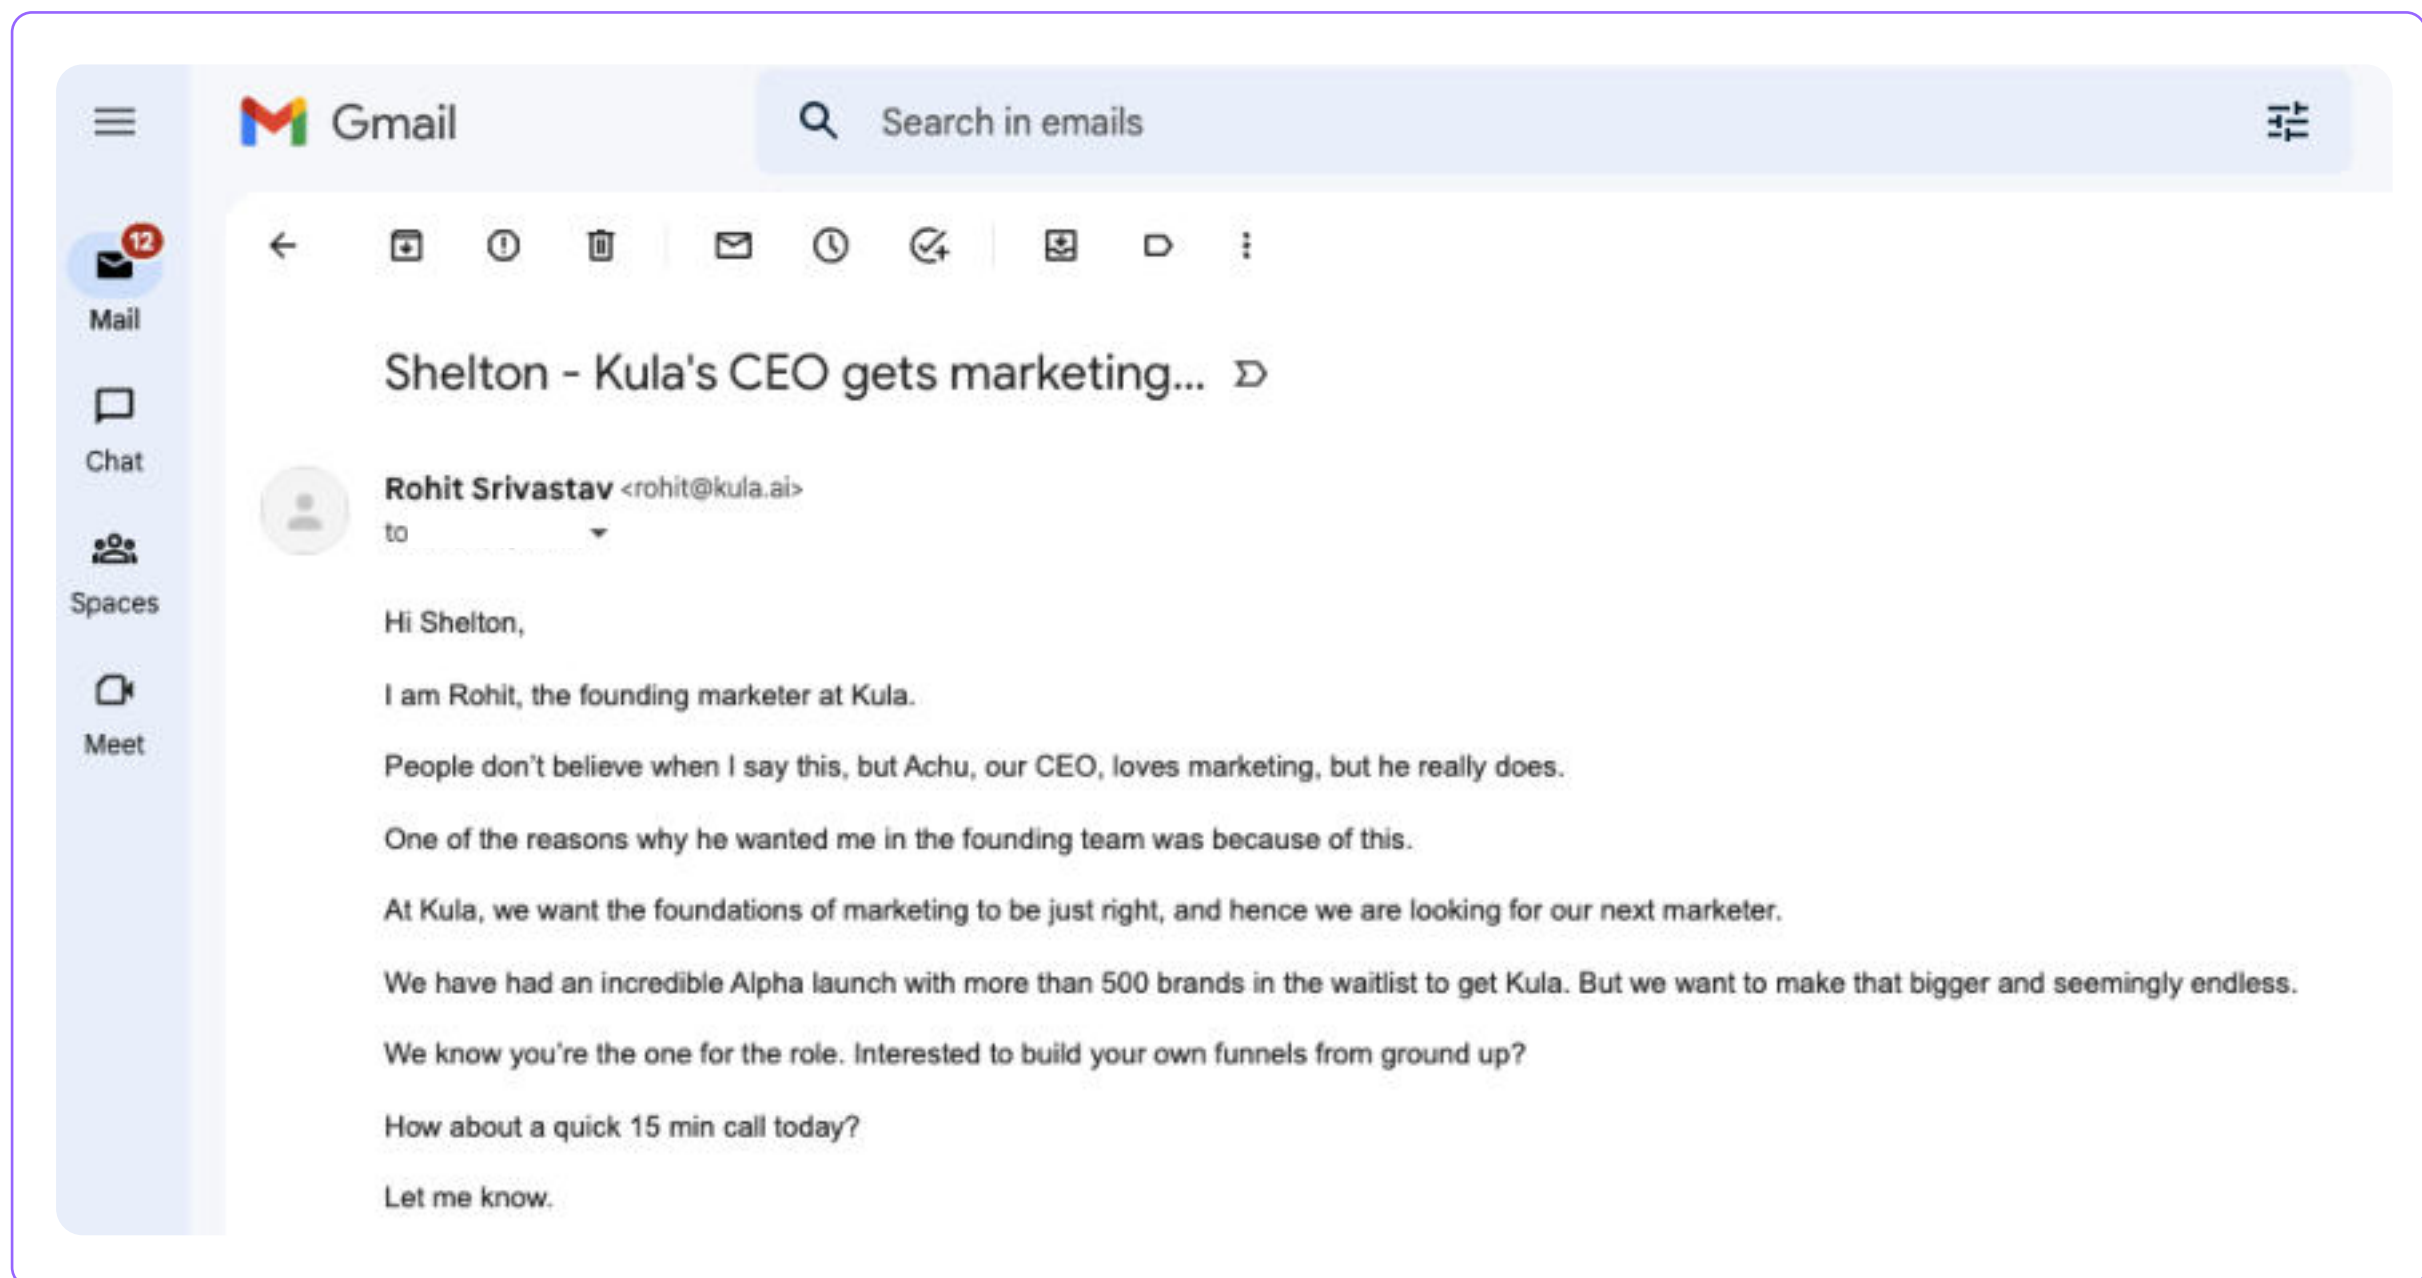 Gmail
Search in emails
12
Mail
Chat
Spaces
Meet
Shelton - Kula's CEO gets marketing...
Rohit Srivastav <rohit@kula.ai>
to
Hi Shelton,
I am Rohit, the founding marketer at Kula.
People don't believe when I say this, but Achu, our CEO, loves marketing, but he really does.
One of the reasons why he wanted me in the founding team was because of this.
At Kula, we want the foundations of marketing to be just right, and hence we are looking for our next marketer.
We have had an incredible Alpha launch with more than 500 brands in the waitlist to get Kula. But we want to make that bigger and seemingly endless.
We know you're the one for the role. Interested to build your own funnels from ground up?
How about a quick 15 min call today?
Let me know.